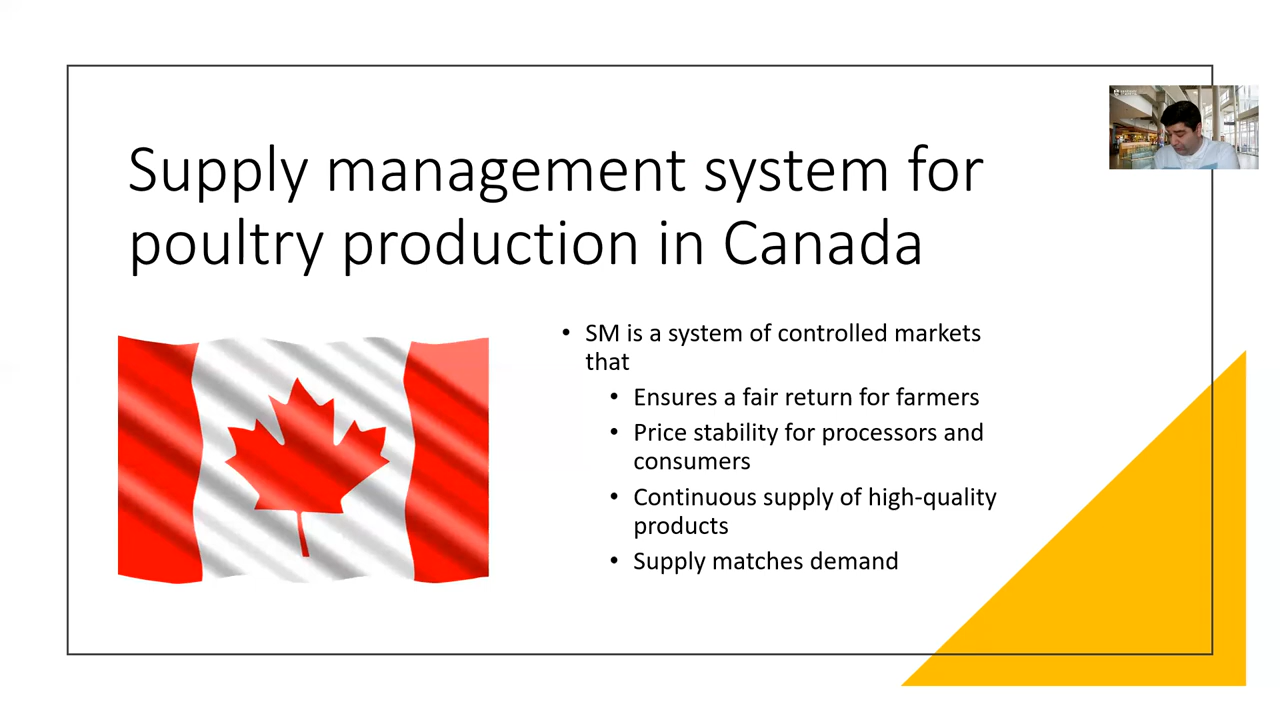 Supply management system for
poultry production in Canada
• SM is a system of controlled markets
that
• Ensures a fair return for farmers
• Price stability for processors and
consumers
• Continuous supply of high-quality
products
• Supply matches demand